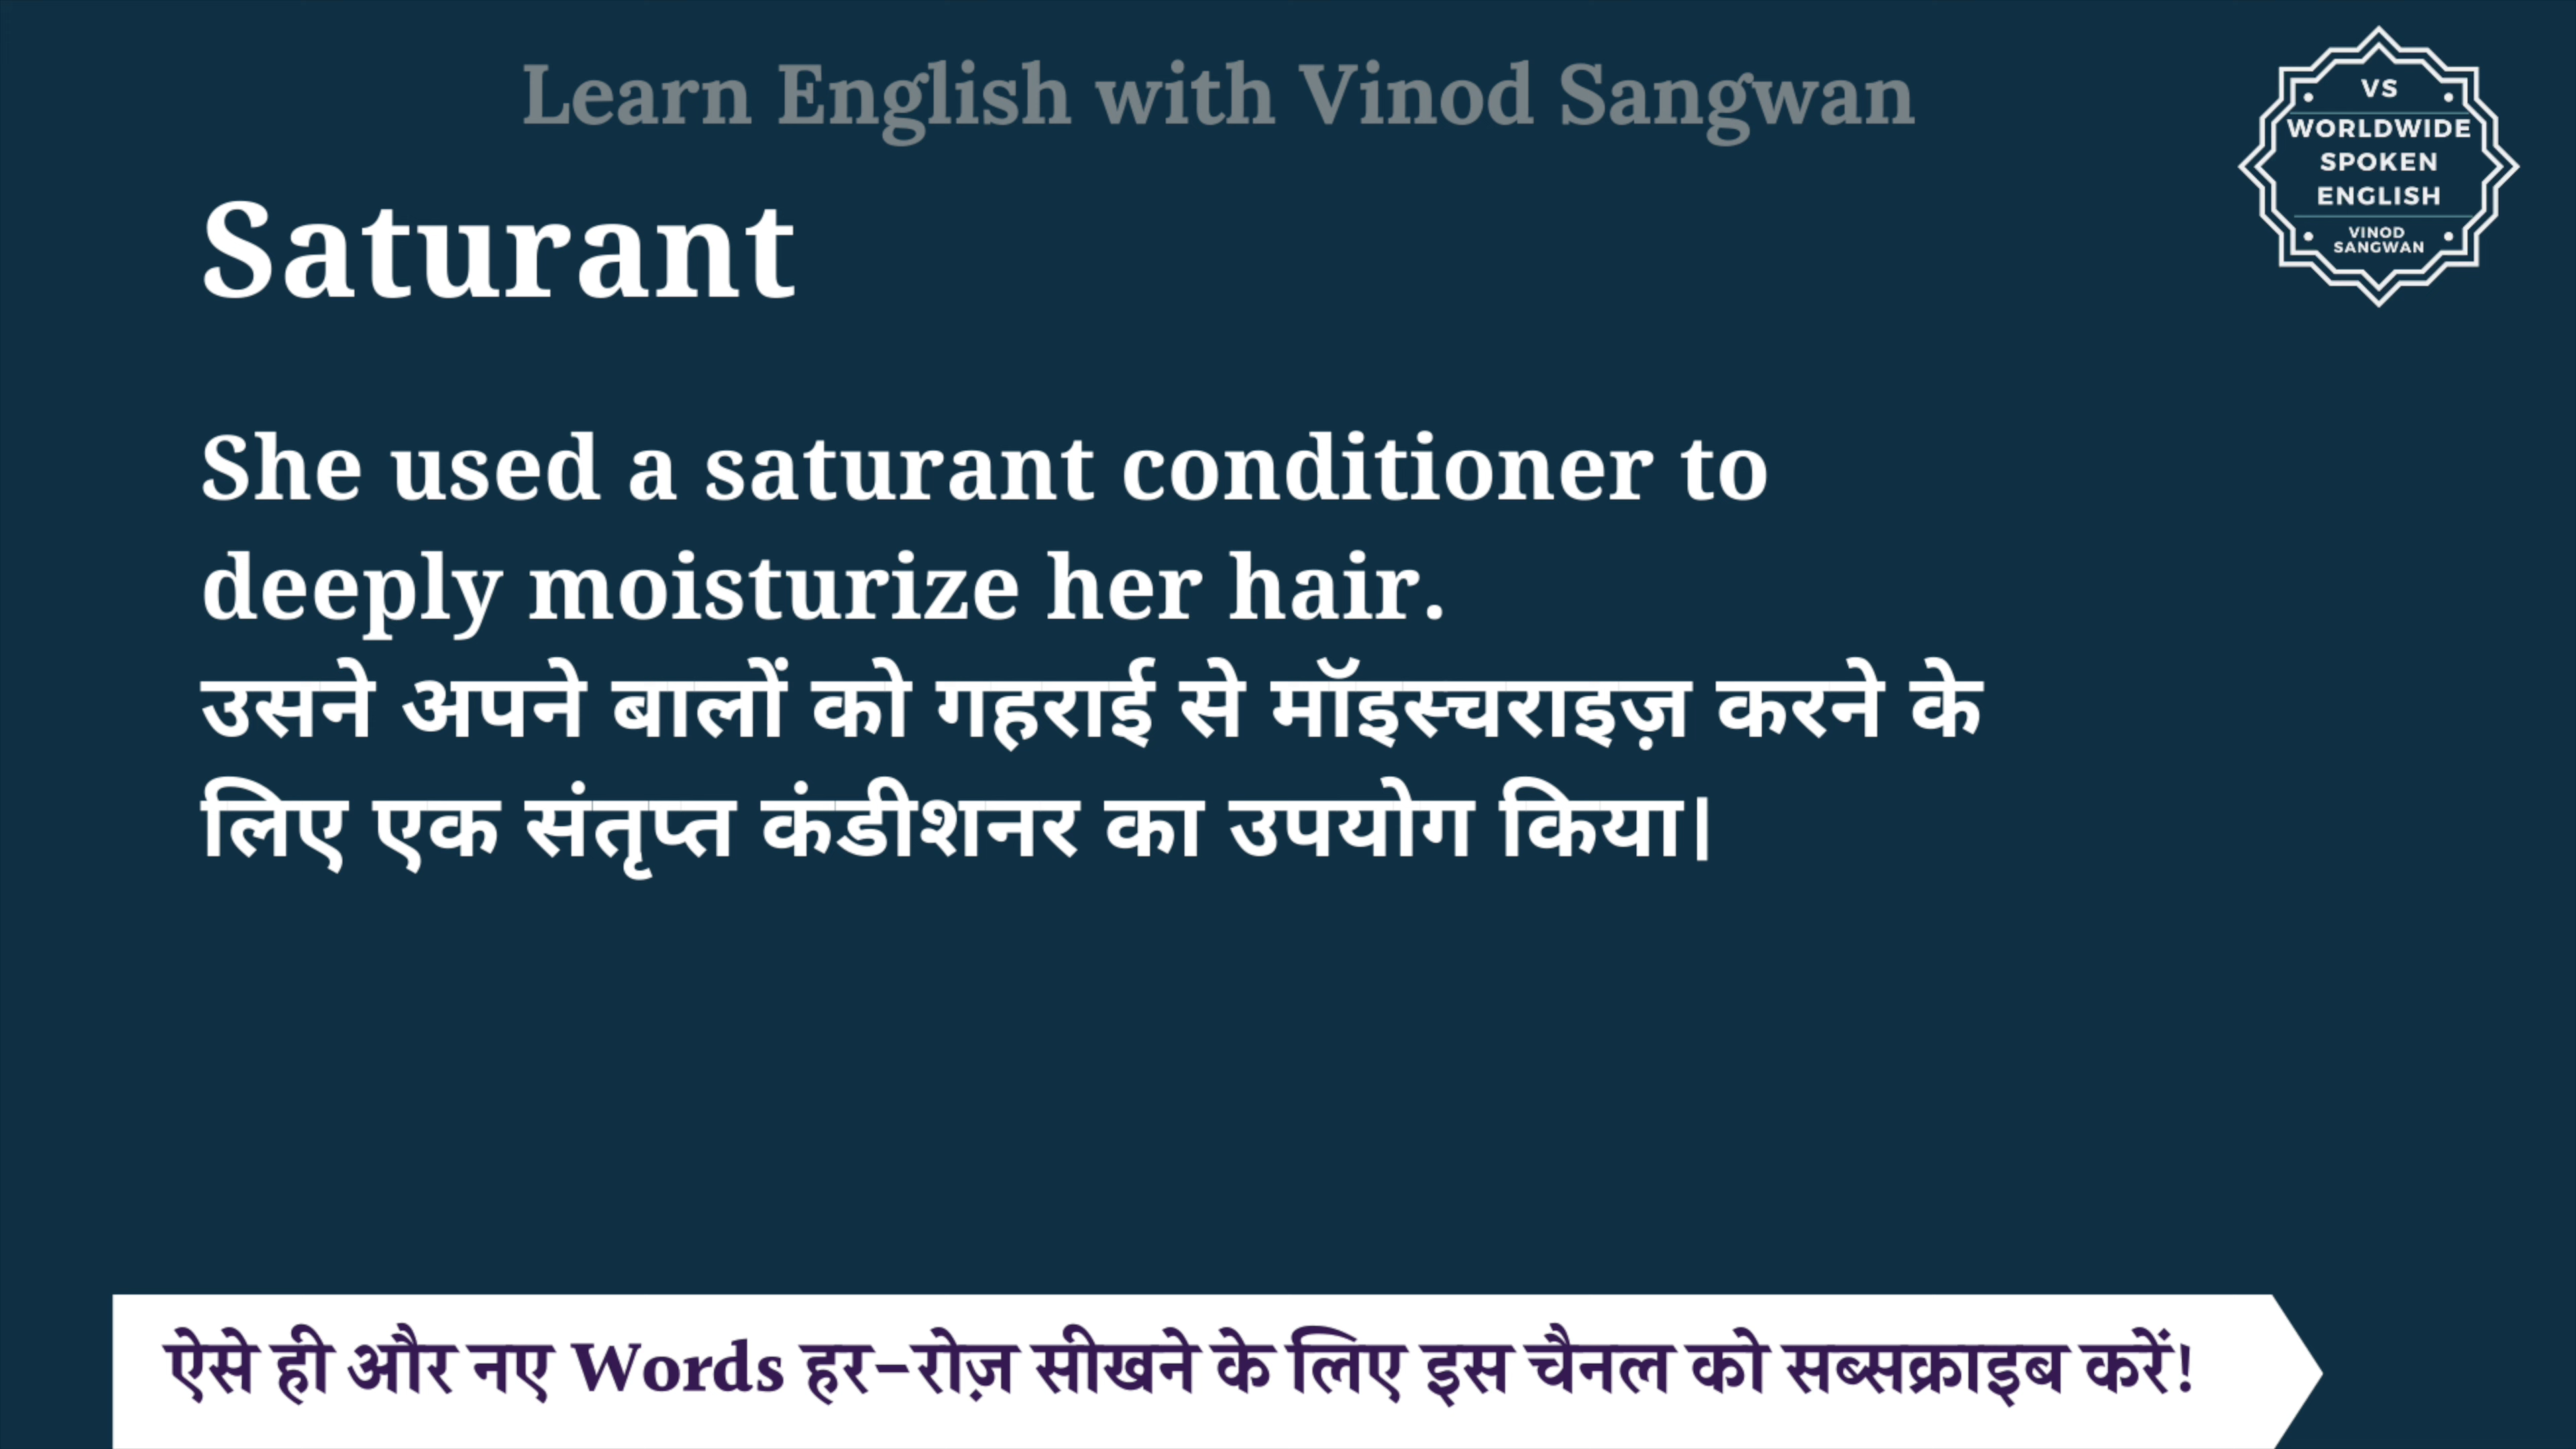 Learn English with Vinod Sangwan
VS
WORLDWIDE
SPOKEN
ENGLISH
VINOD
SANGWAN
Saturant
She used a saturant conditioner to
deeply moisturize her hair.
उसने अपने बालों को गहराई से मॉइस्चराइज़ करने के
लिए एक संतृप्त कंडीशनर का उपयोग किया।
ऐसे ही और नए Words हर-रोज़ सीखने के लिए इस चैनल को सब्सक्राइब करें!